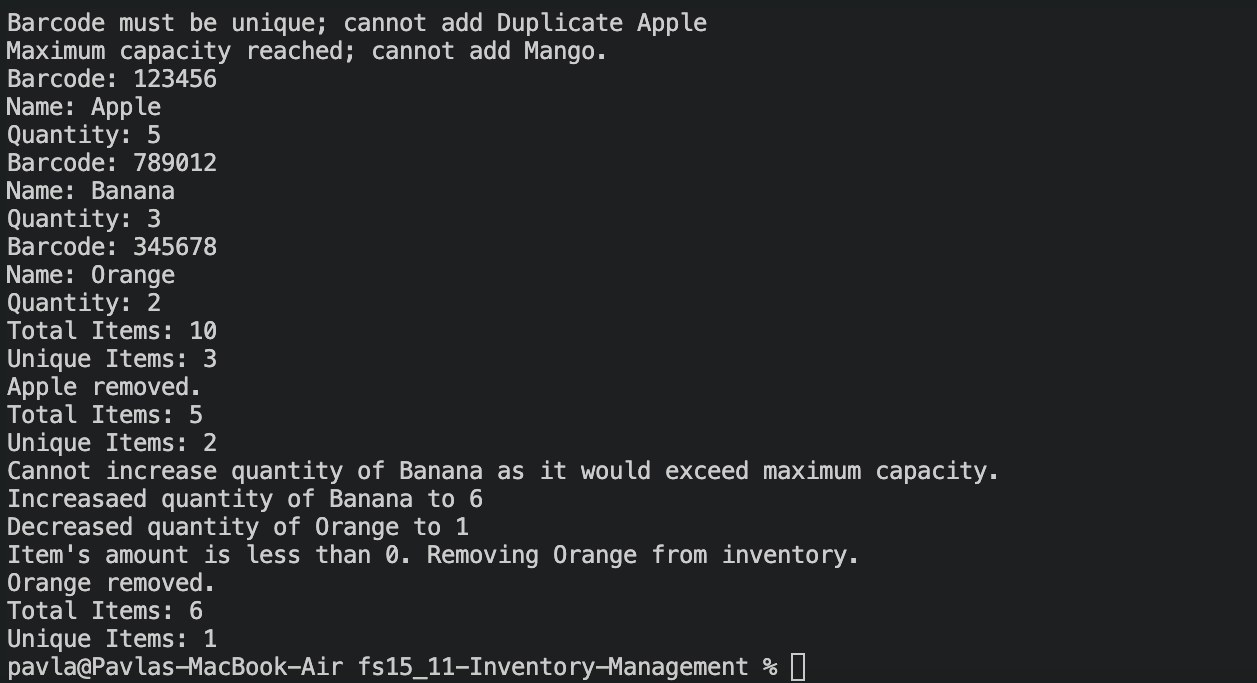 Barcode must be unique; cannot add Duplicate Apple
Maximum capacity reached; cannot add Mango.
Barcode: 123456
Name: Apple
Quantity: 5
Barcode: 789012
Name: Banana
Quantity: 3
Barcode: 345678
Name: Orange
Quantity: 2
Total Items: 10
Unique Items: 3
Apple removed.
Total Items: 5
Unique Items: 2
Cannot increase quantity of Banana as it would exceed maximum capacity.
Increasaed quantity of Banana to 6
Decreased quantity of Orange to 1
Item's amount is less than 0. Removing Orange from inventory.
Orange removed.
Total Items: 6
Unique Items: 1
pavla@Pavlas-MacBook-Air fs15_11-Inventory-Management %